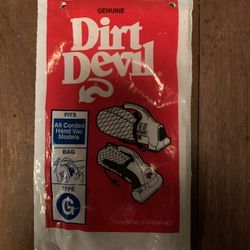 GENUINE
Dirt
Devil
FITS
All Corded
Hand Vac
Models
BAG
TYPE
G